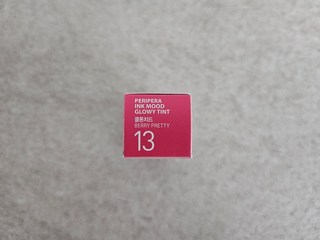 PERIPERA
INK MOOD
GLOWY TINT
BERRY PRETTY
13